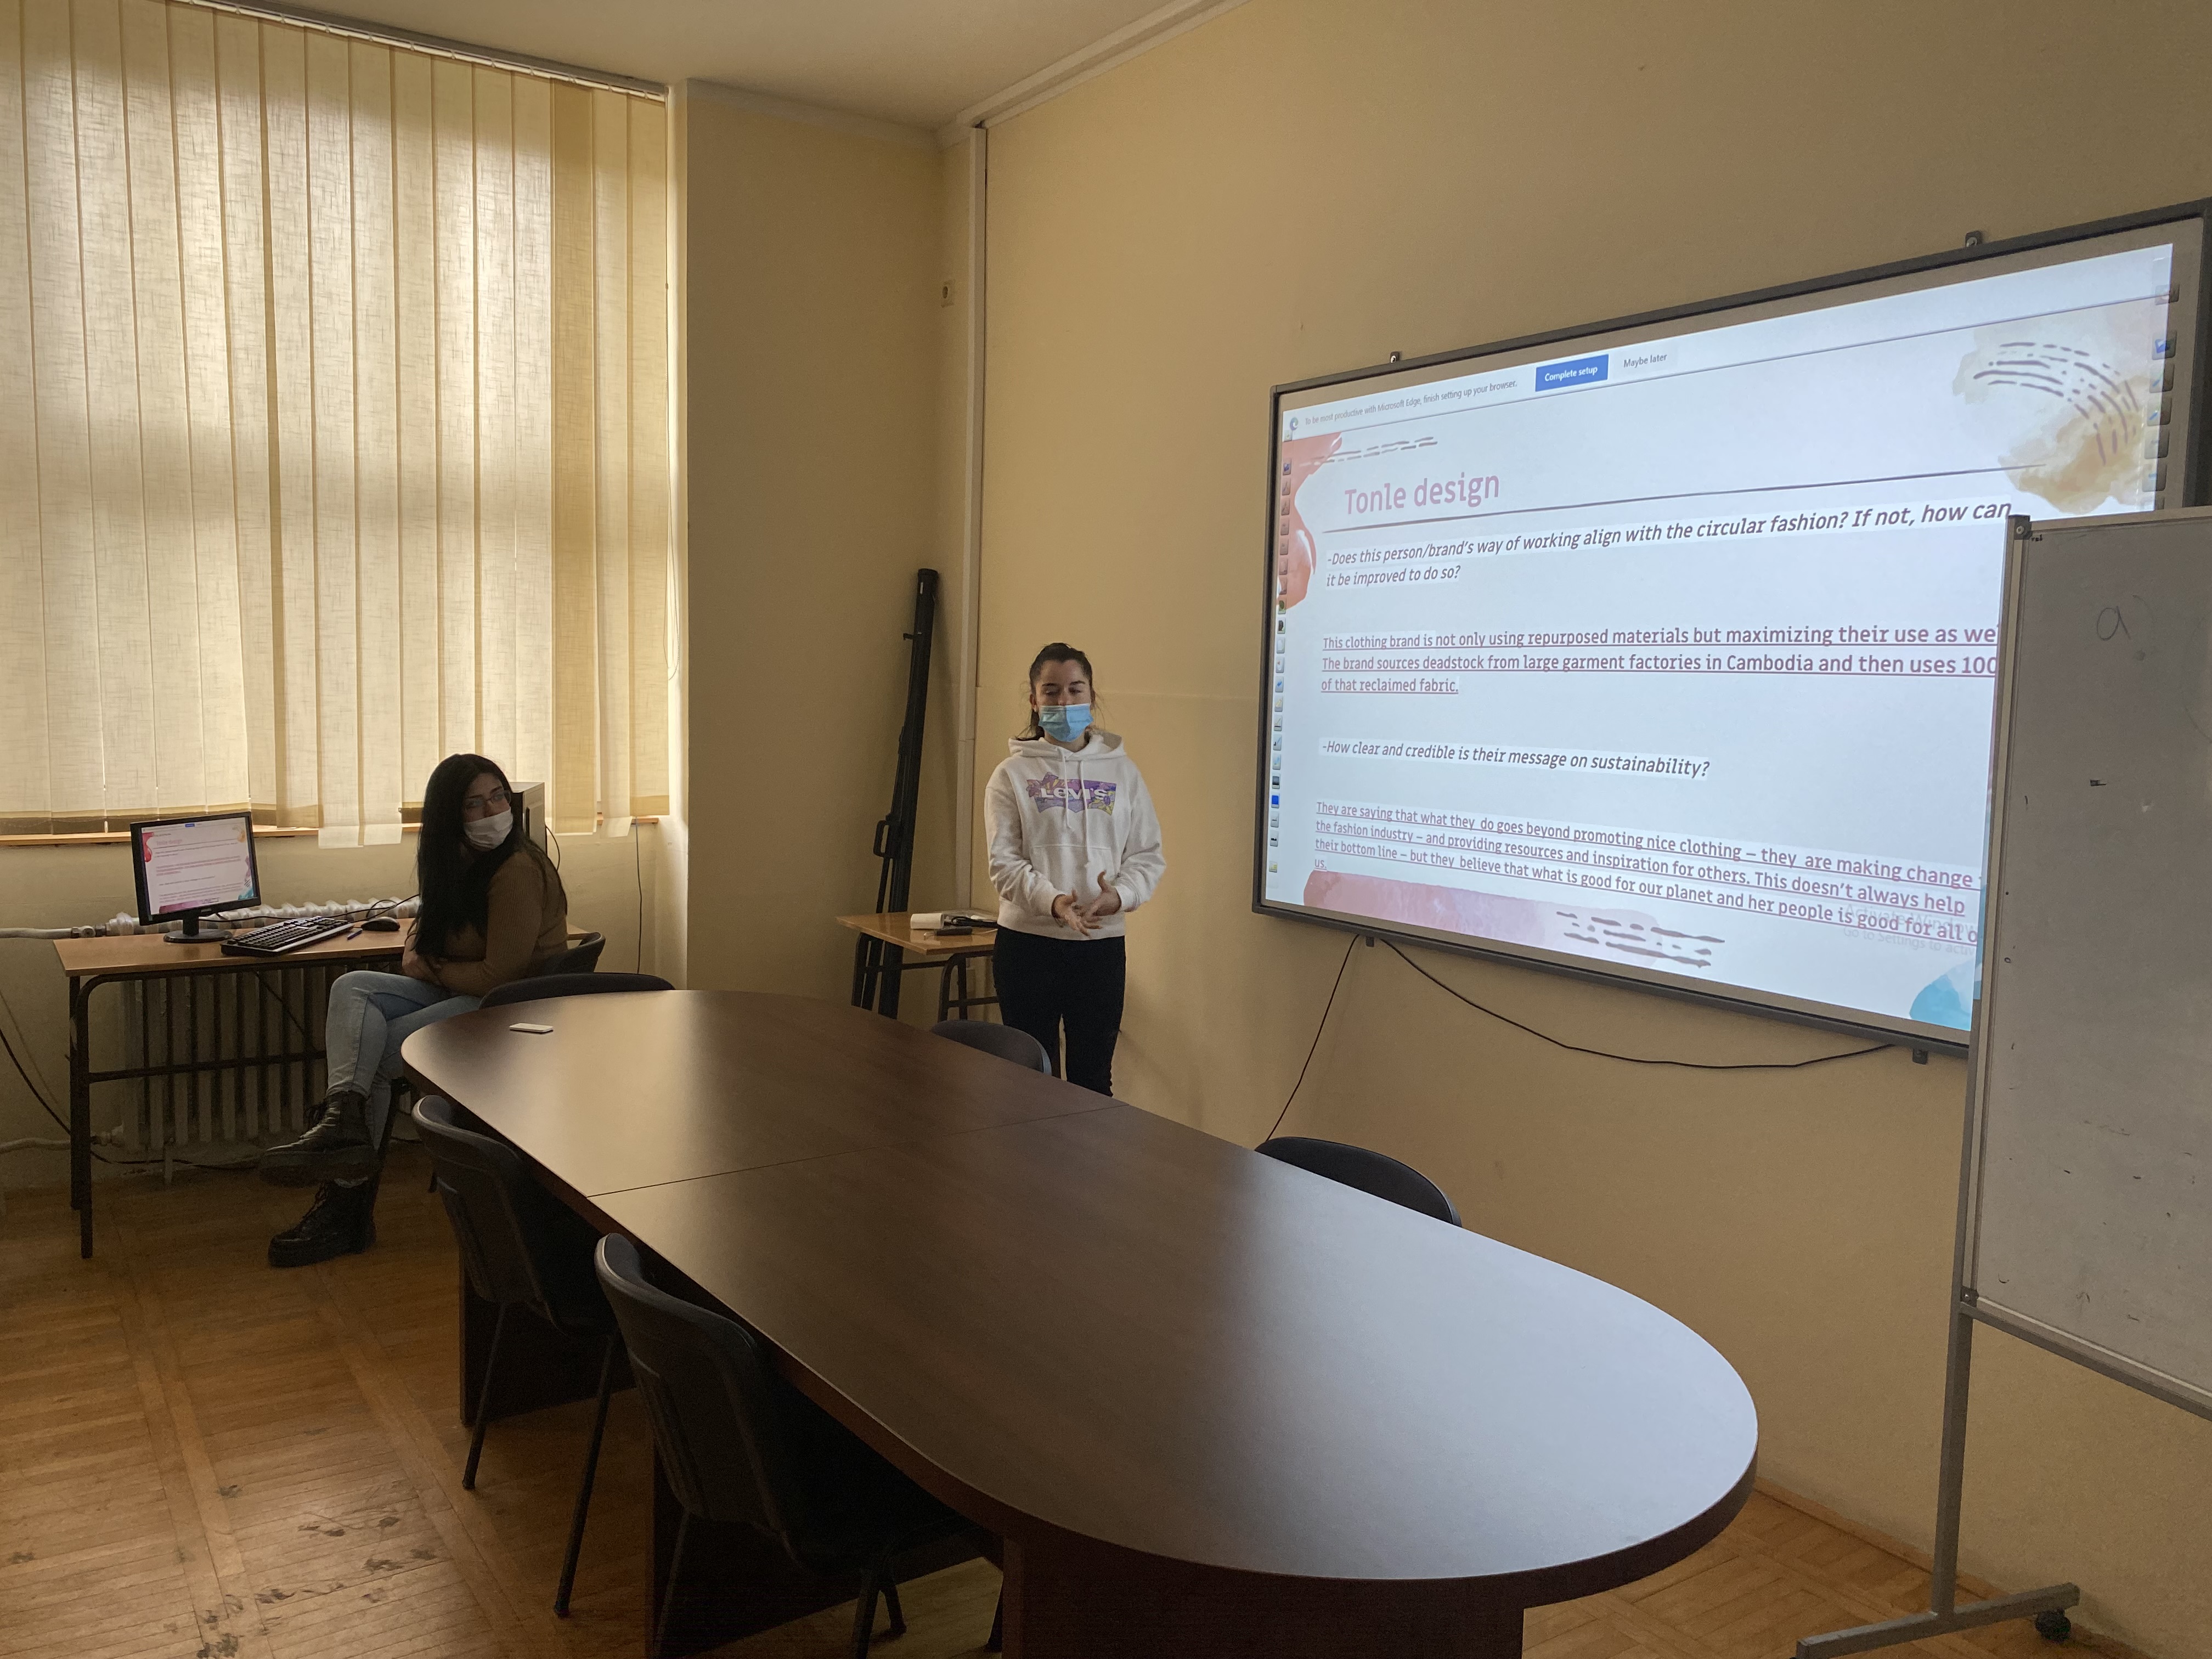 To be most productive with Microsoft Edge, finish setting up your browser.
Complete setup
Maybe later
Tonle design
-Does this person/brand's way of working align with the circular fashion? If not, how can
it be improved to do so?
This clothing brand is not only using repurposed materials but maximizing their use as we
The brand sources deadstock from large garment factories in Cambodia and then uses 100
of that reclaimed fabric.
-How clear and credible is their message on sustainability?
They are saying that what they do goes beyond promoting nice clothing – they are making change
the fashion industry – and providing resources and inspiration for others. This doesn't always help
their bottom line – but they believe that what is good for our planet and her people is good for all o
us.
LEVI'S
a